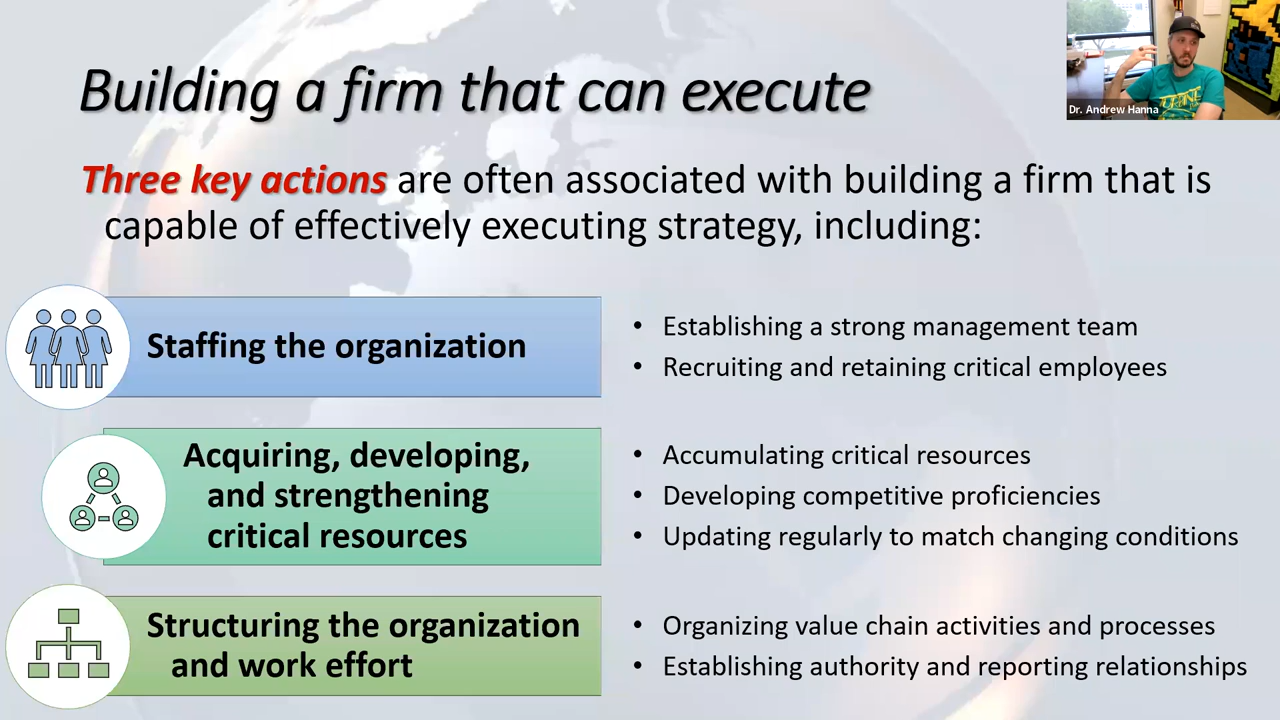 Building a firm that can execute
Dr. Andrew Hanna
Three key actions are often associated with building a firm that is
capable of effectively executing strategy, including:
Staffing the organization
• Establishing a strong management team
• Recruiting and retaining critical employees
Acquiring, developing,
and strengthening
critical resources
• Accumulating critical resources
• Developing competitive proficiencies
• Updating regularly to match changing conditions
Structuring the organization
and work effort
• Organizing value chain activities and processes
• Establishing authority and reporting relationships